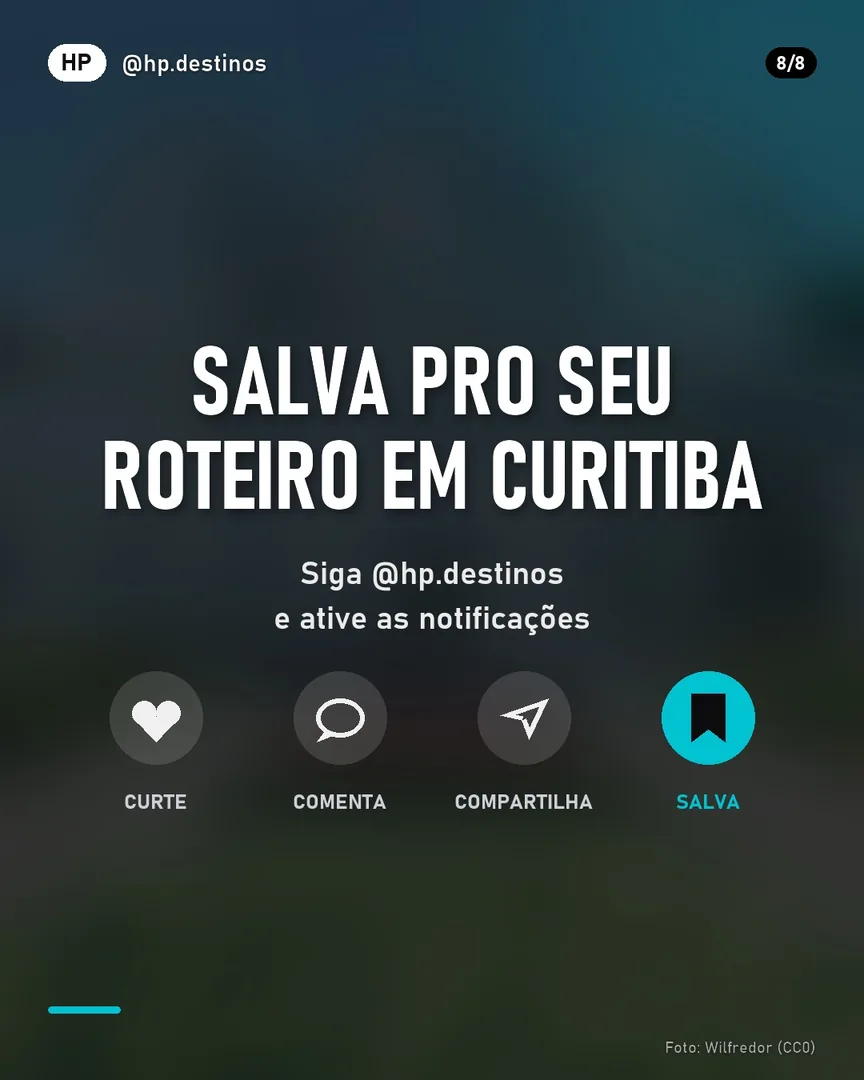 HP @hp.destinos 8/8
SALVA PRO SEU
ROTEIRO EM CURITIBA
Siga @hp.destinos
e ative as notificações
CURTE COMENTA COMPARTILHA SALVA
Foto: Wilfredor (CC0)